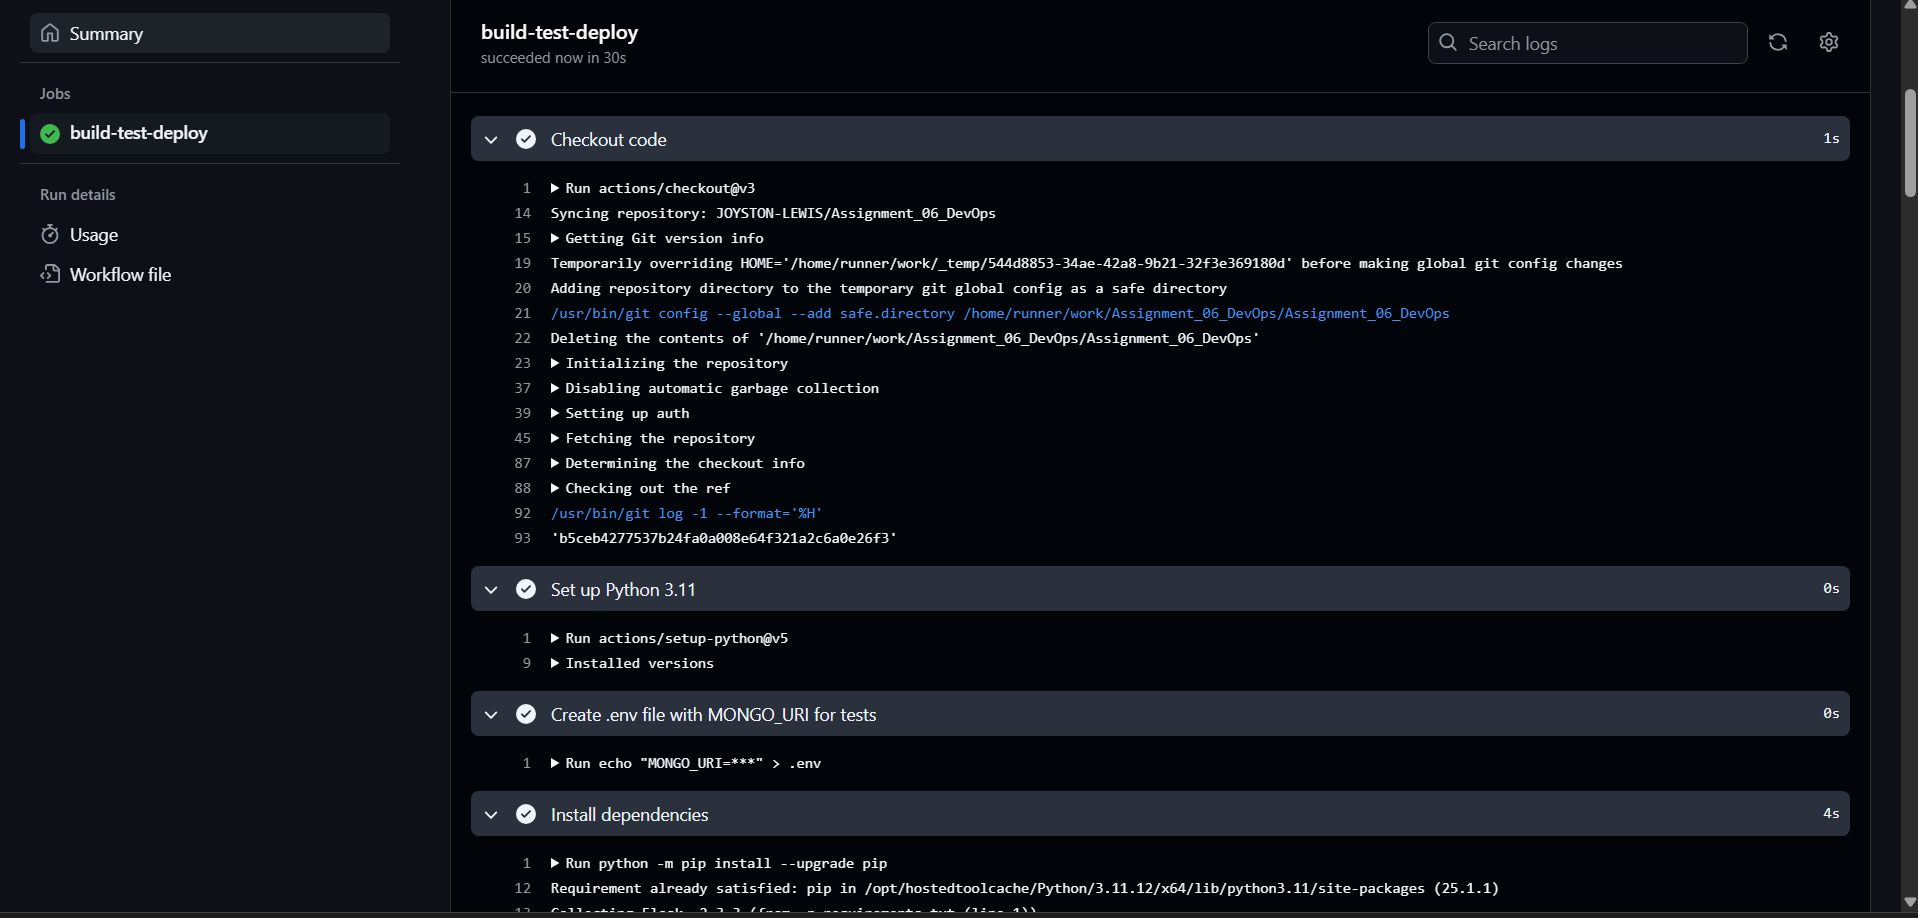 Summary
Jobs
build-test-deploy
Run details
Usage
Workflow file
build-test-deploy
succeeded now in 30s
Search logs
Checkout code 1s
1 Run actions/checkout@v3
14 Syncing repository: JOYSTON-LEWIS/Assignment_06_DevOps
15 Getting Git version info
19 Temporarily overriding HOME='/home/runner/work/_temp/544d8853-34ae-42a8-9b21-32f3e369180d' before making global git config changes
20 Adding repository directory to the temporary git global config as a safe directory
21 /usr/bin/git config --global --add safe.directory /home/runner/work/Assignment_06_DevOps/Assignment_06_DevOps
22 Deleting the contents of '/home/runner/work/Assignment_06_DevOps/Assignment_06_DevOps'
23 Initializing the repository
37 Disabling automatic garbage collection
39 Setting up auth
45 Fetching the repository
87 Determining the checkout info
88 Checking out the ref
92 /usr/bin/git log -1 --format='%H'
93 'b5ceb4277537b24fa0a008e64f321a2c6a0e26f3'
Set up Python 3.11 0s
1 Run actions/setup-python@v5
9 Installed versions
Create .env file with MONGO_URI for tests 0s
1 Run echo "MONGO_URI=***" > .env
Install dependencies 4s
1 Run python -m pip install --upgrade pip
12 Requirement already satisfied: pip in /opt/hostedtoolcache/Python/3.11.12/x64/lib/python3.11/site-packages (25.1.1)
13 Collecting